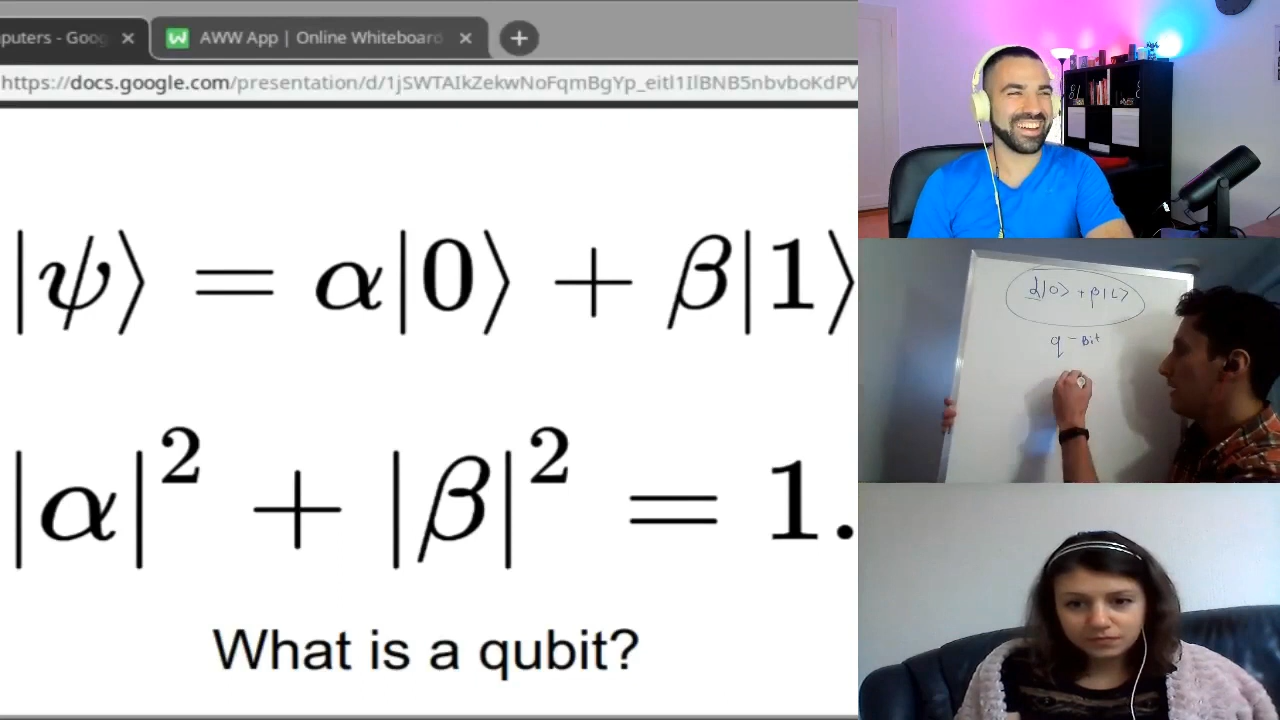 puters - Goog
AWW App | Online Whiteboard
https://docs.google.com/presentation/d/1jSWTAIkZekwNoFqmBgYp_eitl1IlBNB5nbvboKdPV
|ψ⟩ = α|0⟩ + β|1⟩
|α|² + |β|² = 1.
What is a qubit?
α|0> + β|1>
q-Bit